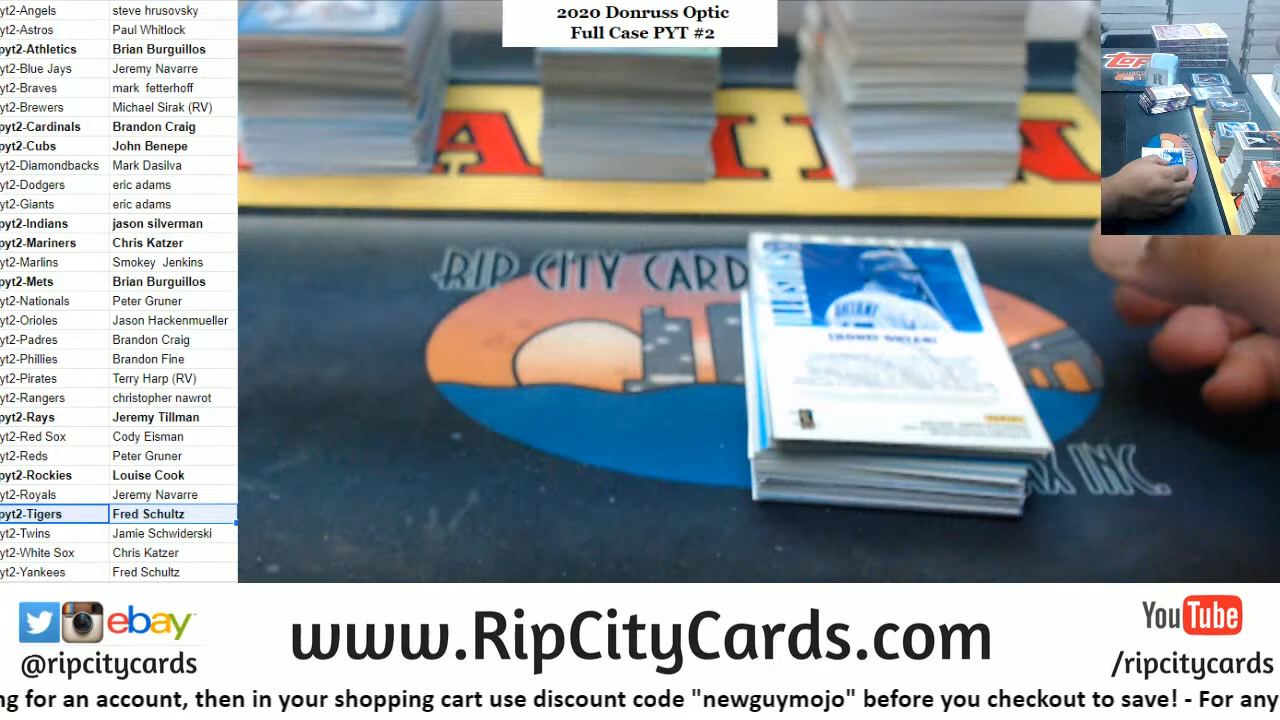 yt2-Angels steve hrusovsky
yt2-Astros Paul Whitlock
pyt2-Athletics Brian Burguillos
yt2-Blue Jays Jeremy Navarre
yt2-Braves mark fetterhoff
yt2-Brewers Michael Sirak (RV)
pyt2-Cardinals Brandon Craig
pyt2-Cubs John Benepe
yt2-Diamondbacks Mark Dasilva
yt2-Dodgers eric adams
yt2-Giants eric adams
pyt2-Indians jason silverman
pyt2-Mariners Chris Katzer
yt2-Marlins Smokey Jenkins
pyt2-Mets Brian Burguillos
yt2-Nationals Peter Gruner
yt2-Orioles Jason Hackenmueller
yt2-Padres Brandon Craig
yt2-Phillies Brandon Fine
yt2-Pirates Terry Harp (RV)
yt2-Rangers christopher nawrot
pyt2-Rays Jeremy Tillman
yt2-Red Sox Cody Elsman
yt2-Reds Peter Gruner
pyt2-Rockies Louise Cook
yt2-Royals Jeremy Navarre
pyt2-Tigers Fred Schultz
yt2-Twins Jamie Schwiderski
yt2-White Sox Chris Katzer
yt2-Yankees Fred Schultz
2020 Donruss Optic
Full Case PYT #2
RIP CITY CARD
INC.
SHOHEI OHTANI
TOPPS
ebay
@ripcitycards
www.RipCityCards.com
YouTube
/ripcitycards
ng for an account, then in your shopping cart use discount code "newguymojo" before you checkout to save! - For any